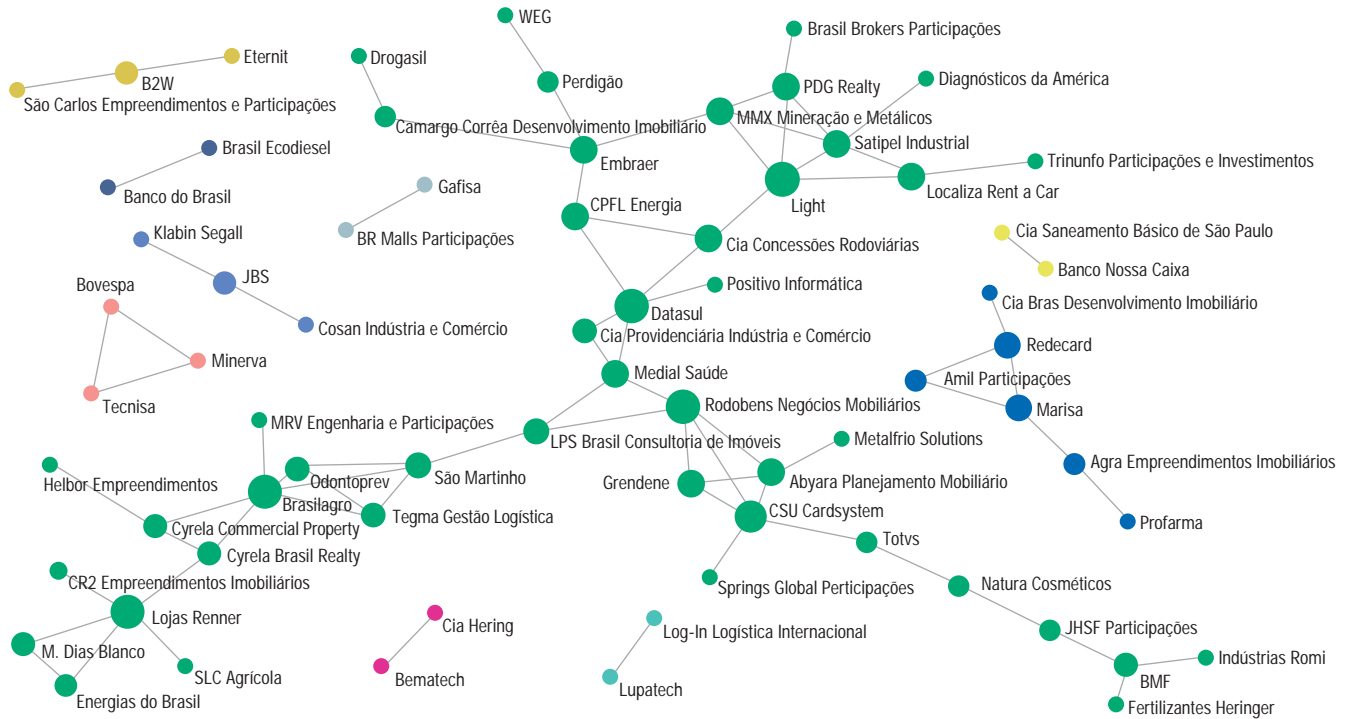 WEG
Brasil Brokers Participações
Eternit
Drogasil
B2W
Perdigão
PDG Realty
Diagnósticos da América
São Carlos Empreendimentos e Participações
Camargo Corrêa Desenvolvimento Imobiliário
MMX Mineração e Metálicos
Satipel Industrial
Brasil Ecodiesel
Embraer
Trinunfo Participações e Investimentos
Banco do Brasil
Gafisa
CPFL Energia
Light
Localiza Rent a Car
Klabin Segall
BR Malls Participações
Cia Concessões Rodoviárias
Cia Saneamento Básico de São Paulo
Banco Nossa Caixa
JBS
Bovespa
Positivo Informática
Cia Bras Desenvolvimento Imobiliário
Datasul
Cosan Indústria e Comércio
Cia Providenciária Indústria e Comércio
Redecard
Minerva
Medial Saúde
Amil Participações
Tecnisa
Rodobens Negócios Mobiliários
Marisa
MRV Engenharia e Participações
LPS Brasil Consultoria de Imóveis
Metalfrio Solutions
Agra Empreendimentos Imobiliários
Helbor Empreendimentos
Odontoprev
São Martinho
Grendene
Abyara Planejamento Mobiliário
Brasilagro
CSU Cardsystem
Cyrela Commercial Property
Tegma Gestão Logística
Profarma
Totvs
Cyrela Brasil Realty
CR2 Empreendimentos Imobiliários
Springs Global Perticipações
Natura Cosméticos
Lojas Renner
Cia Hering
Log-In Logística Internacional
JHSF Participações
M. Dias Blanco
SLC Agrícola
Bematech
Lupatech
Indústrias Romi
BMF
Energias do Brasil
Fertilizantes Heringer